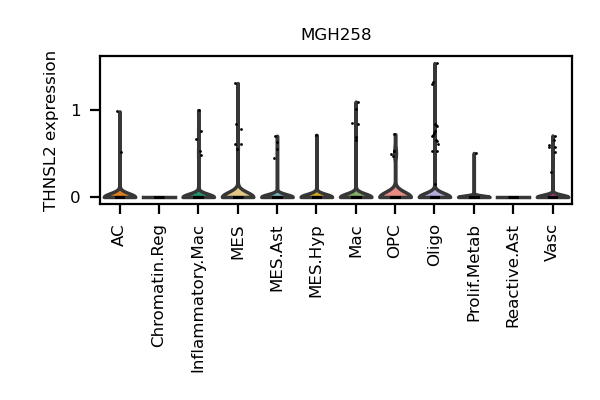 MGH258
THNSL2 expression
1
0
AC
Chromatin.Reg
Inflammatory.Mac
MES
MES.Ast
MES.Hyp
Mac
OPC
Oligo
Prolif.Metab
Reactive.Ast
Vasc